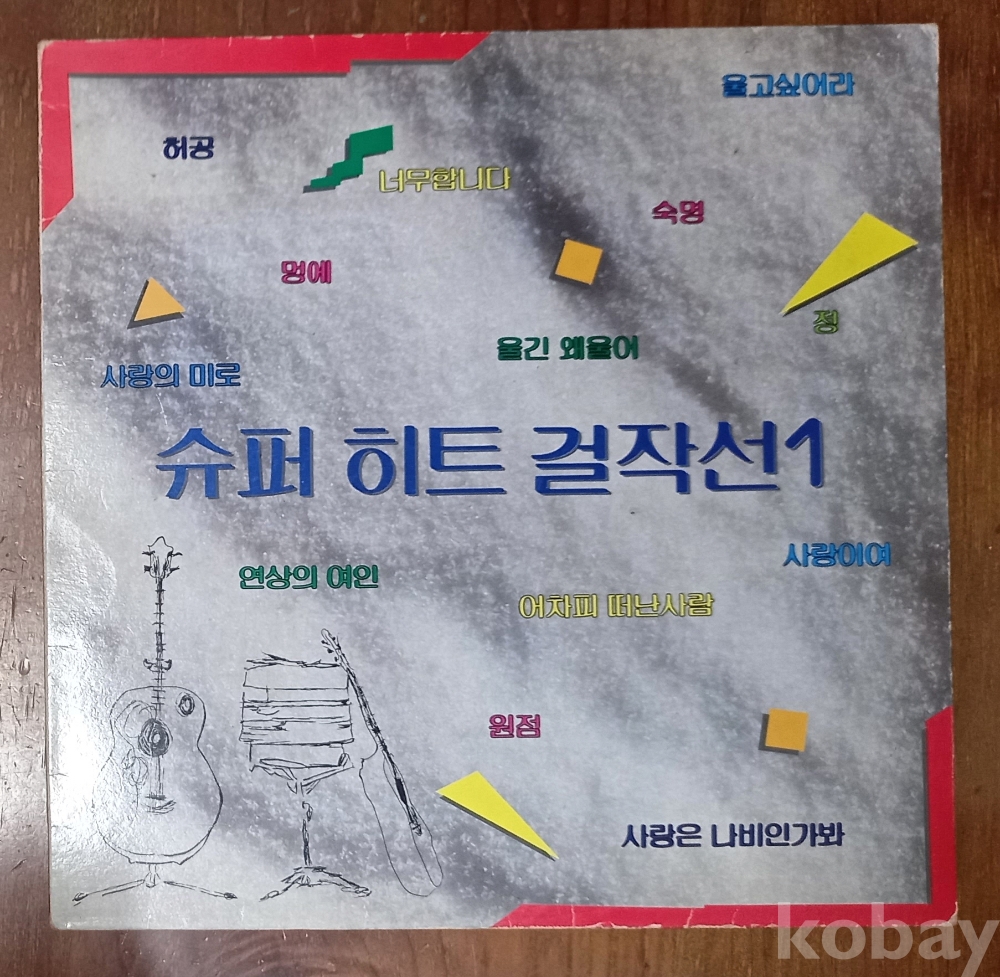 울고싶어라
허공
너무합니다
숙명
멍에
정
울긴 왜울어
사랑의 미로
슈퍼 히트 걸작선1
사랑이여
연상의 여인
어차피 떠난사람
원점
사랑은 나비인가봐
kobay